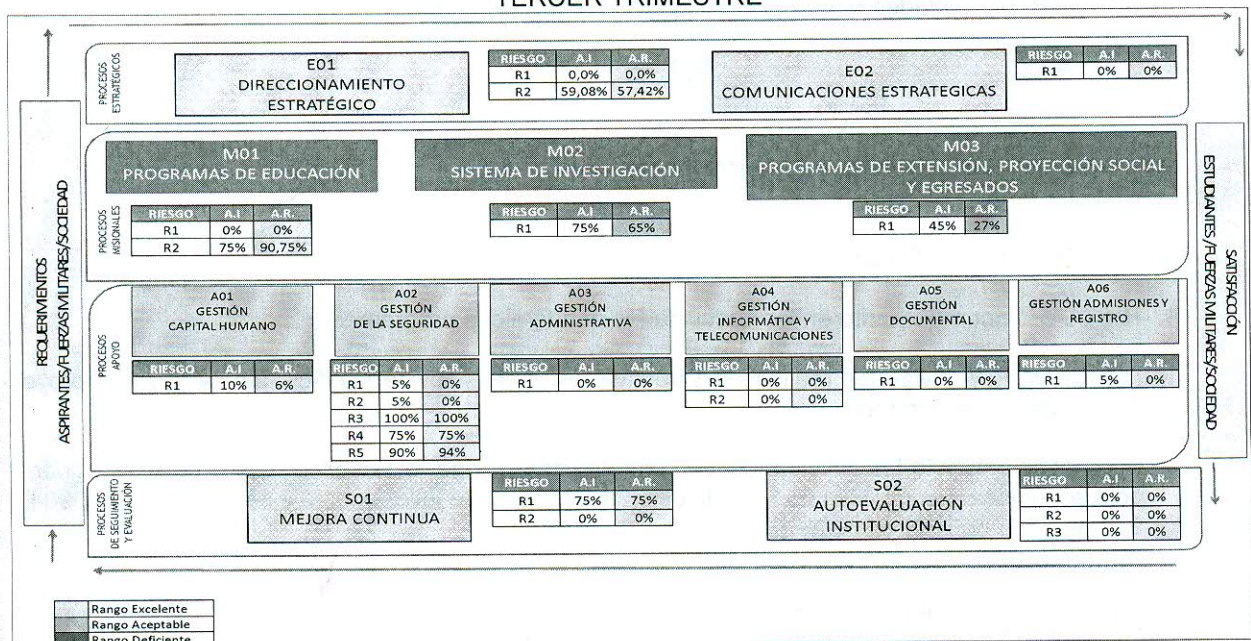 TERCER TRIMESTRE
PROCESOS
ESTRATEGICOS
E01
DIRECCIONAMIENTO
ESTRATÉGICO
RIESGO A.I A.R.
R1 0,0% 0,0%
R2 59,08% 57,42%
E02
COMUNICACIONES ESTRATEGICAS
RIESGO A.I A.R.
R1 0% 0%
REQUERIMIENTOS
ASPIRANTES/FUERZAS MILITARES/SOCIEDAD
PROCESOS
MISIONALES
M01
PROGRAMAS DE EDUCACIÓN
RIESGO A.I A.R.
R1 0% 0%
R2 75% 90,75%
M02
SISTEMA DE INVESTIGACIÓN
RIESGO A.I A.R.
R1 75% 65%
M03
PROGRAMAS DE EXTENSIÓN, PROYECCIÓN SOCIAL
Y EGRESADOS
RIESGO A.I A.R.
R1 45% 27%
SATISFACCIÓN
ESTUDIANTES /FUERZAS MILITARES/SOCIEDAD
PROCESOS
APOYO
A01
GESTIÓN
CAPITAL HUMANO
RIESGO A.I A.R.
R1 10% 6%
A02
GESTIÓN
DE LA SEGURIDAD
RIESGO A.I A.R.
R1 5% 0%
R2 5% 0%
R3 100% 100%
R4 75% 75%
R5 90% 94%
A03
GESTIÓN
ADMINISTRATIVA
RIESGO A.I A.R.
R1 0% 0%
A04
GESTIÓN
INFORMÁTICA Y
TELECOMUNICACIONES
RIESGO A.I A.R.
R1 0% 0%
R2 0% 0%
A05
GESTIÓN
DOCUMENTAL
RIESGO A.I A.R.
R1 0% 0%
A06
GESTIÓN ADMISIONES Y
REGISTRO
RIESGO A.I A.R.
R1 5% 0%
PROCESOS
DE SEGUIMIENTO
Y EVALUACIÓN
S01
MEJORA CONTINUA
RIESGO A.I A.R.
R1 75% 75%
R2 0% 0%
S02
AUTOEVALUACIÓN
INSTITUCIONAL
RIESGO A.I A.R.
R1 0% 0%
R2 0% 0%
R3 0% 0%
Rango Excelente
Rango Aceptable
Rango Deficiente